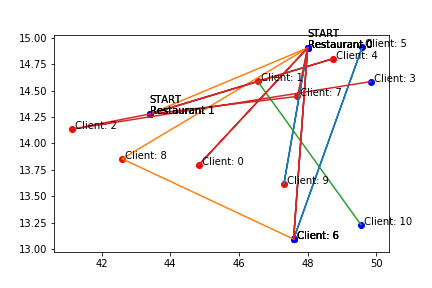 START
Restaurant 0
Client: 5
Client: 4
Client: 1
Client: 3
Client: 7
START
Restaurant 1
Client: 2
Client: 8
Client: 0
Client: 9
Client: 10
Client: 6
15.00
14.75
14.50
14.25
14.00
13.75
13.50
13.25
13.00
42
44
46
48
50